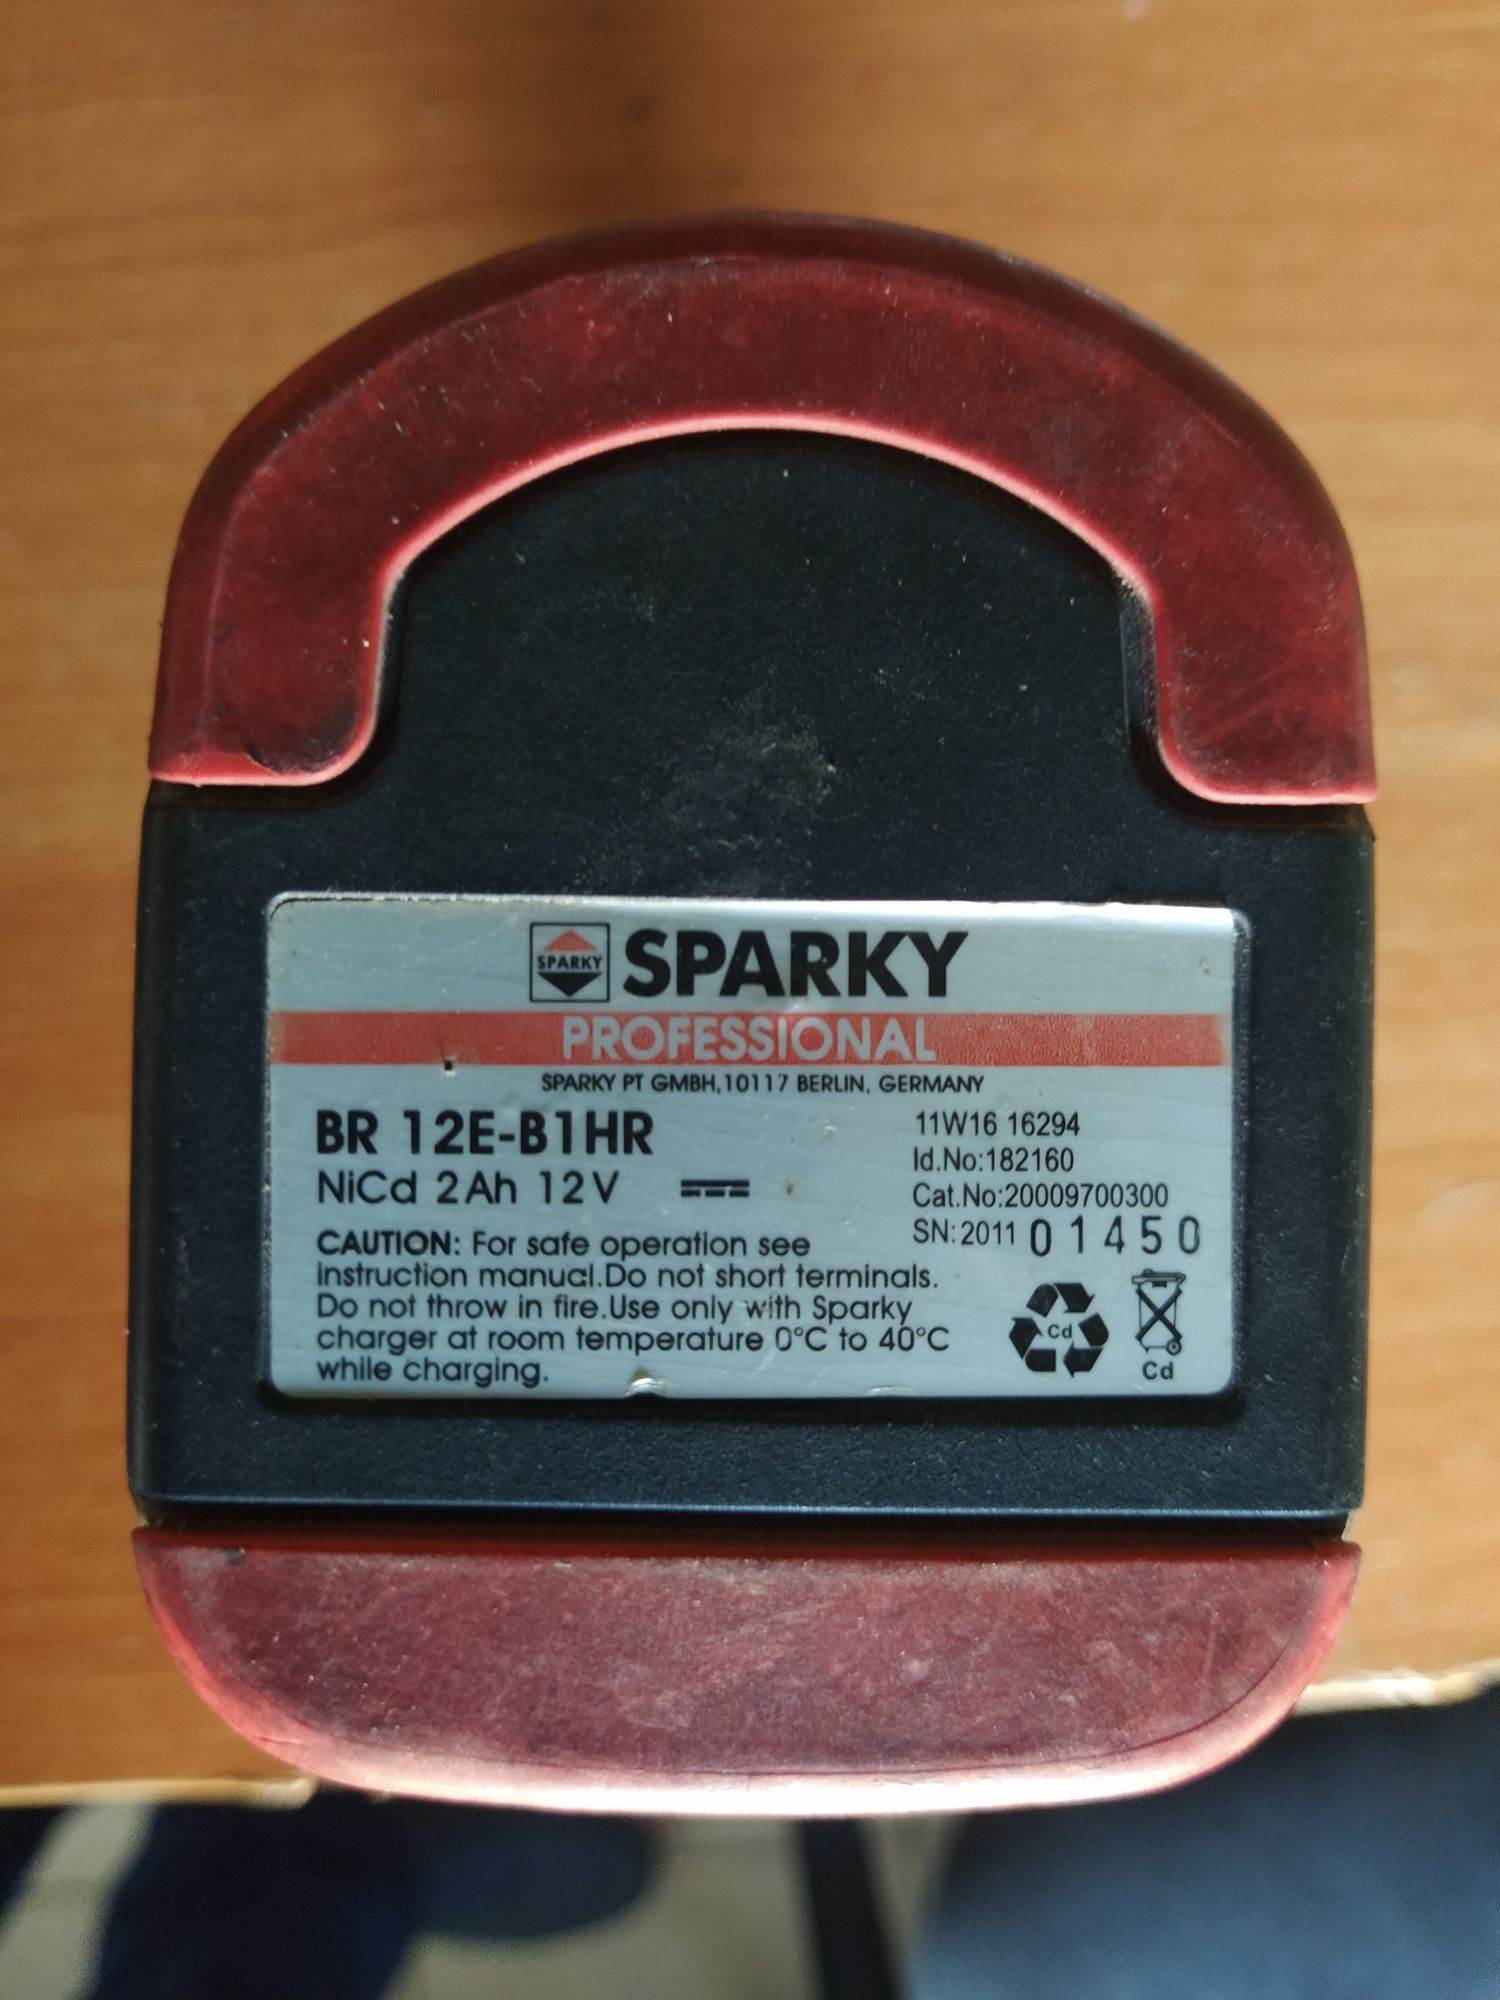 SPARKY
SPARKY
PROFESSIONAL
SPARKY PT GMBH,10117 BERLIN, GERMANY
BR 12E-B1HR
NiCd 2Ah 12V
11W16 16294
Id.No:182160
Cat.No:20009700300
SN:2011 01450
CAUTION: For safe operation see
instruction manual.Do not short terminals.
Do not throw in fire.Use only with Sparky
charger at room temperature 0°C to 40°C
while charging.
Cd
Cd